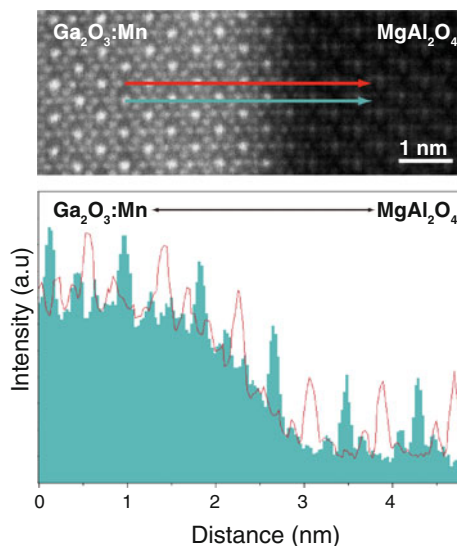 Ga₂O₃:Mn MgAl₂O₄
1 nm
Ga₂O₃:Mn MgAl₂O₄
Intensity (a.u)
0 1 2 3 4
Distance (nm)